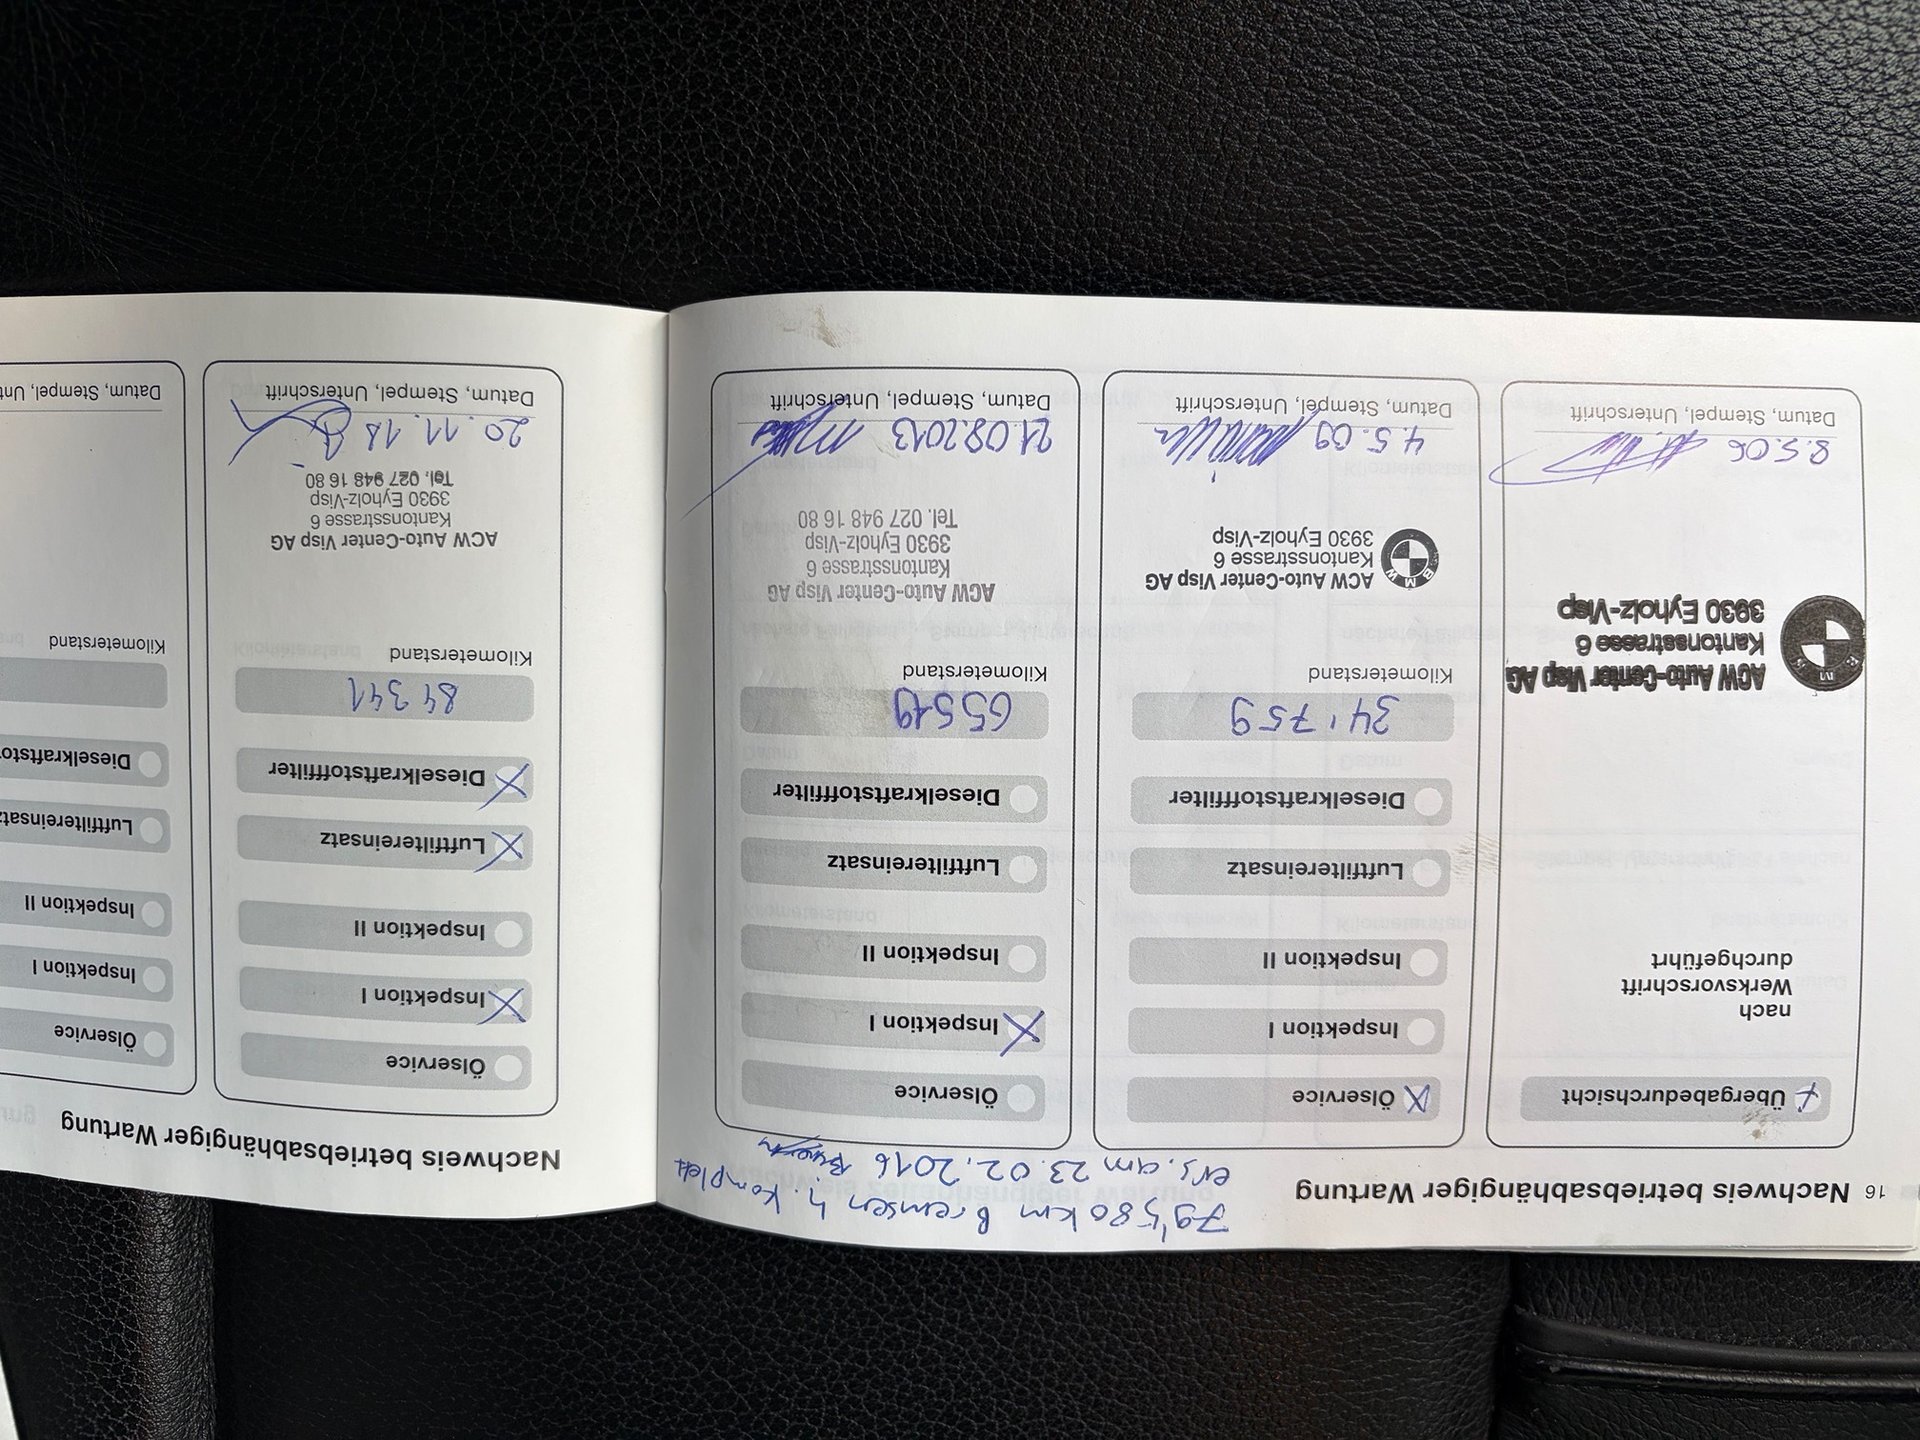 16 Nachweis betriebsabhängiger Wartung
79'580 km Bremsen h. komplett
ers. am 23.02.2016
Übergabedurchsicht
nach
Werksvorschrift
durchgeführt
BMW
ACW Auto-Center Visp AG
Kantonsstrasse 6
3930 Eyholz-Visp
8.5.06
Datum, Stempel, Unterschrift
Ölservice
Inspektion I
Inspektion II
Luftfiltereinsatz
Dieselkraftstofffilter
34'759
Kilometerstand
BMW
ACW Auto-Center Visp AG
Kantonsstrasse 6
3930 Eyholz-Visp
4.5.09
Datum, Stempel, Unterschrift
Ölservice
Inspektion I
Inspektion II
Luftfiltereinsatz
Dieselkraftstofffilter
65519
Kilometerstand
ACW Auto-Center Visp AG
Kantonsstrasse 6
3930 Eyholz-Visp
Tel. 027 948 16 80
21.08.2013
Datum, Stempel, Unterschrift
Nachweis betriebsabhängiger Wartung
Ölservice
Inspektion I
Inspektion II
Luftfiltereinsatz
Dieselkraftstofffilter
84341
Kilometerstand
ACW Auto-Center Visp AG
Kantonsstrasse 6
3930 Eyholz-Visp
Tel. 027 948 16 80
20.11.18
Datum, Stempel, Unterschrift
Ölservice
Inspektion I
Inspektion II
Luftfiltereinsatz
Dieselkraftsto
Kilometerstand
Datum, Stempel, Unt